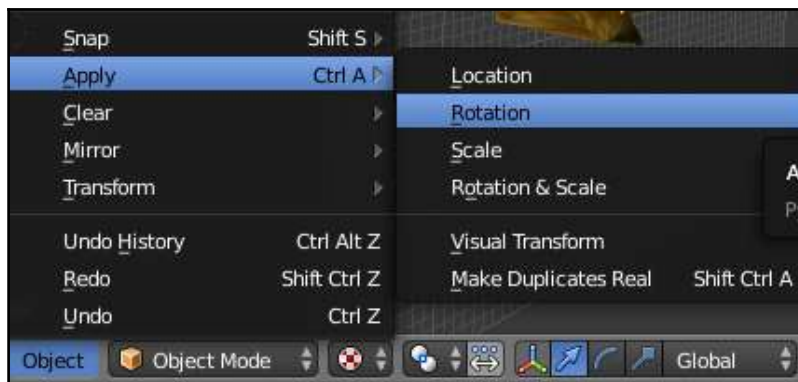 Snap Shift S
Apply Ctrl A
Clear
Mirror
Transform
Undo History Ctrl Alt Z
Redo Shift Ctrl Z
Undo Ctrl Z
Location
Rotation
Scale
Rotation & Scale
Visual Transform
Make Duplicates Real Shift Ctrl A
A
P
Object Object Mode Global